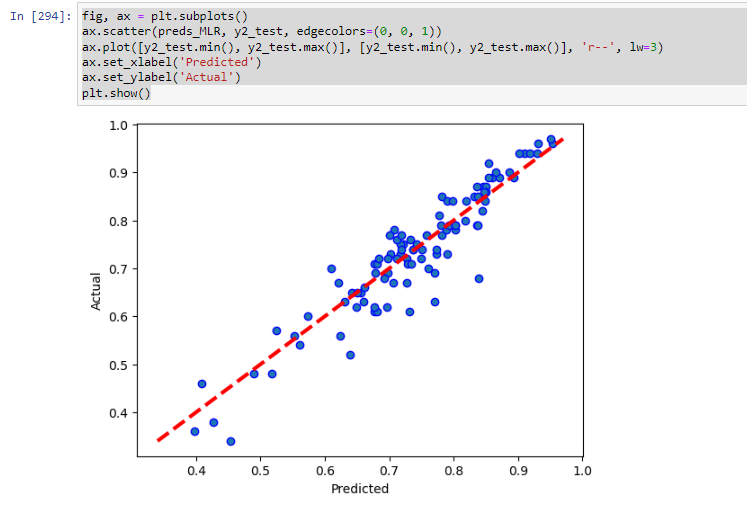 In [294]: fig, ax = plt.subplots()
ax.scatter(preds_MLR, y2_test, edgecolors=(0, 0, 1))
ax.plot([y2_test.min(), y2_test.max()], [y2_test.min(), y2_test.max()], 'r--', lw=3)
ax.set_xlabel('Predicted')
ax.set_ylabel('Actual')
plt.show()
1.0
0.9
0.8
0.7
Actual
0.6
0.5
0.4
0.4 0.5 0.6 0.7 0.8 0.9 1.0
Predicted